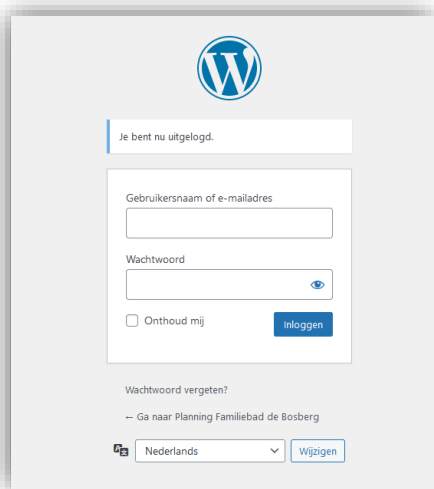 Je bent nu uitgelogd.
Gebruikersnaam of e-mailadres
Wachtwoord
Onthoud mij
Inloggen
Wachtwoord vergeten?
← Ga naar Planning Familiebad de Bosberg
Nederlands
Wijzigen